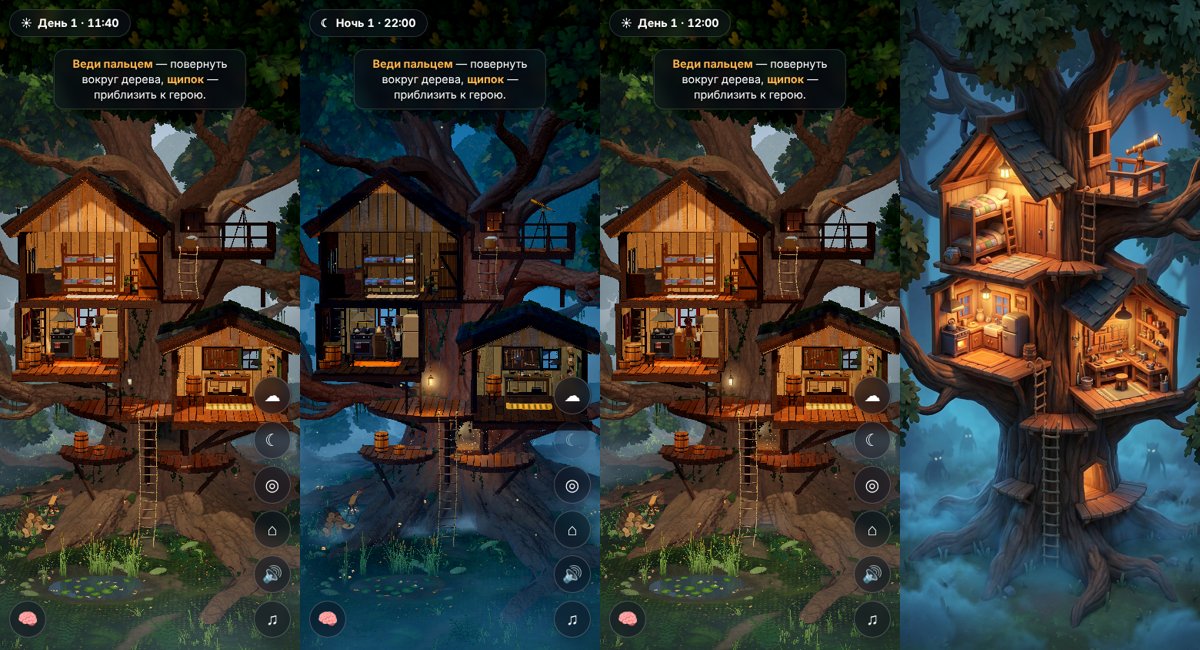 День 1 · 11:40
Веди пальцем — повернуть
вокруг дерева, щипок —
приблизить к герою.
Ночь 1 · 22:00
Веди пальцем — повернуть
вокруг дерева, щипок —
приблизить к герою.
День 1 · 12:00
Веди пальцем — повернуть
вокруг дерева, щипок —
приблизить к герою.